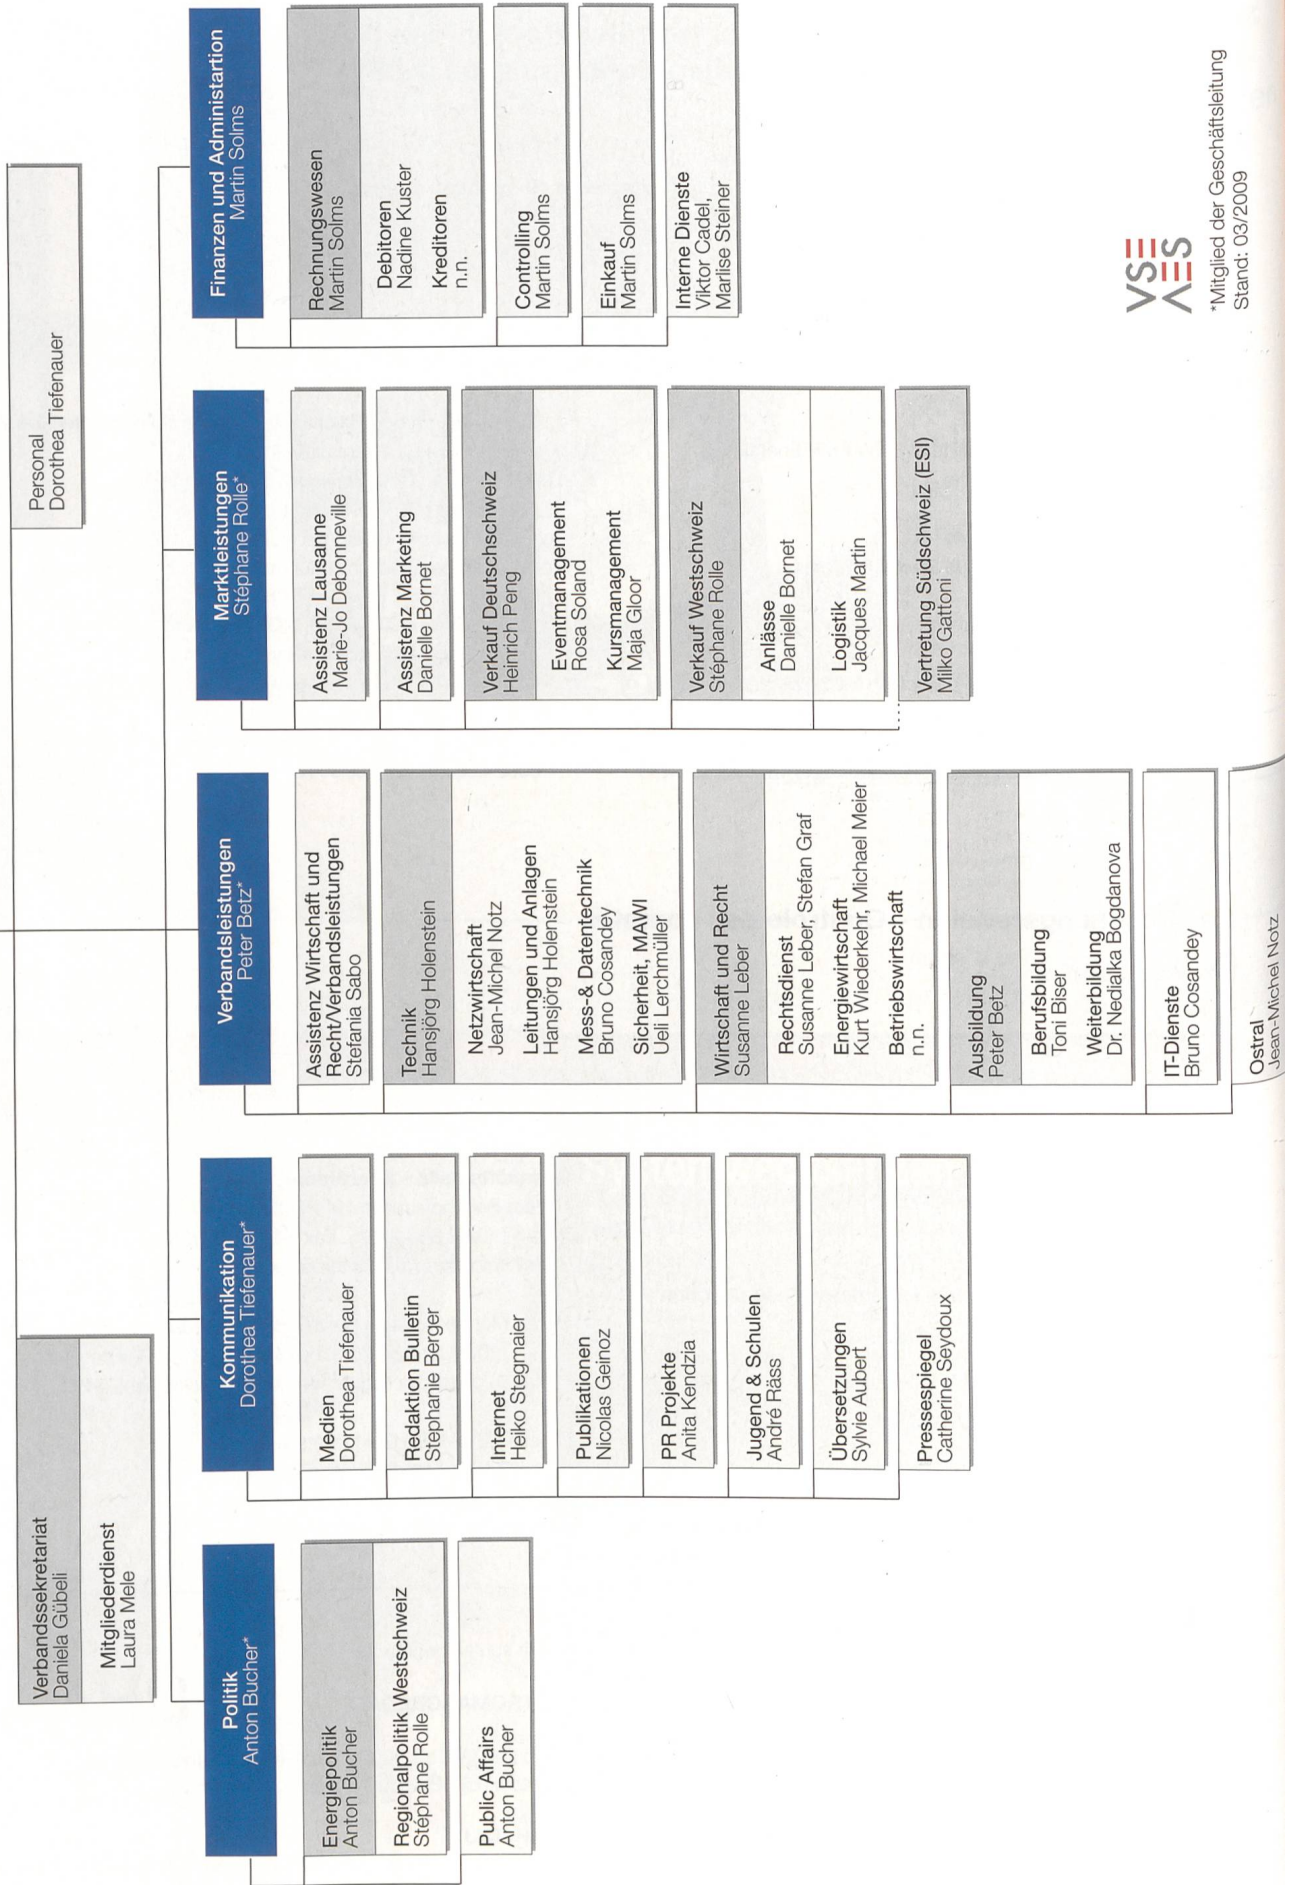 Verbandssekretariat
Daniela Gübeli
Mitgliederdienst
Laura Mele
Personal
Dorothea Tiefenauer
Politik
Anton Bucher*
Energiepolitik
Anton Bucher
Regionalpolitik Westschweiz
Stéphane Rolle
Public Affairs
Anton Bucher
Kommunikation
Dorothea Tiefenauer*
Medien
Dorothea Tiefenauer
Redaktion Bulletin
Stephanie Berger
Internet
Heiko Stegmaier
Publikationen
Nicolas Geinoz
PR Projekte
Anita Kendzia
Jugend & Schulen
André Räss
Übersetzungen
Sylvie Aubert
Pressespiegel
Catherine Seydoux
Verbandsleistungen
Peter Betz*
Assistenz Wirtschaft und
Recht/Verbandsleistungen
Stefania Sabo
Technik
Hansjörg Holenstein
Netzwirtschaft
Jean-Michel Notz
Leitungen und Anlagen
Hansjörg Holenstein
Mess-& Datentechnik
Bruno Cosandey
Sicherheit, MAWI
Ueli Lerchmüller
Wirtschaft und Recht
Susanne Leber
Rechtsdienst
Susanne Leber, Stefan Graf
Energiewirtschaft
Kurt Wiederkehr, Michael Meier
Betriebswirtschaft
n.n.
Ausbildung
Peter Betz
Berufsbildung
Toni Biser
Weiterbildung
Dr. Nedialka Bogdanova
IT-Dienste
Bruno Cosandey
Ostral
Jean-Michel Notz
Marktleistungen
Stéphane Rolle*
Assistenz Lausanne
Marie-Jo Debonneville
Assistenz Marketing
Danielle Bornet
Verkauf Deutschschweiz
Heinrich Peng
Eventmanagement
Rosa Soland
Kursmanagement
Maja Gloor
Verkauf Westschweiz
Stéphane Rolle
Anlässe
Danielle Bornet
Logistik
Jacques Martin
Vertretung Südschweiz (ESI)
Milko Gattoni
Finanzen und Administartion
Martin Solms
Rechnungswesen
Martin Solms
Debitoren
Nadine Kuster
Kreditoren
n.n.
Controlling
Martin Solms
Einkauf
Martin Solms
Interne Dienste
Viktor Cadel,
Marlise Steiner
VSE
AES
*Mitglied der Geschäftsleitung
Stand: 03/2009